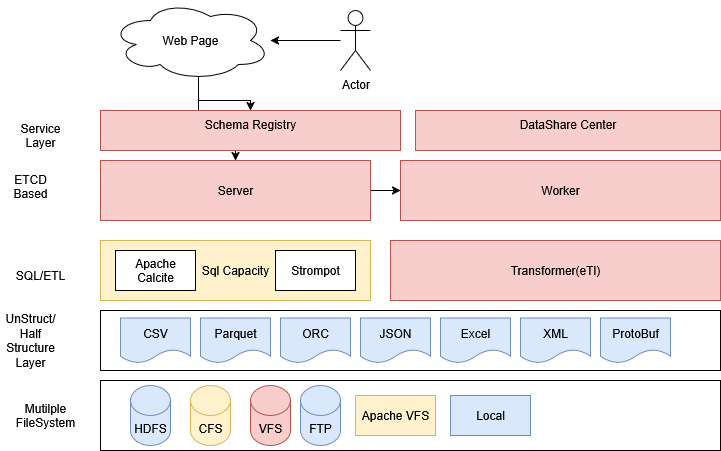 Web Page
Actor
Service
Layer
Schema Registry
DataShare Center
ETCD
Based
Server
Worker
SQL/ETL
Apache
Calcite
Sql Capacity
Strompot
Transformer(eTl)
UnStruct/
Half
Structure
Layer
CSV
Parquet
ORC
JSON
Excel
XML
ProtoBuf
Mutilple
FileSystem
HDFS
CFS
VFS
FTP
Apache VFS
Local